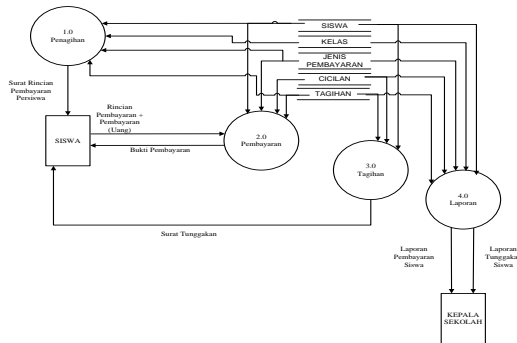 1.0
Penagihan
SISWA
KELAS
JENIS
PEMBAYARAN
CICILAN
TAGIHAN
Surat Rincian
Pembayaran
Persiswa
Rincian
Pembayaran +
Pembayaran
(Uang)
SISWA
Bukti Pembayaran
2.0
Pembayaran
3.0
Tagihan
4.0
Laporan
Surat Tunggakan
Laporan
Pembayaran
Siswa
Laporan
Tunggaka
Siswa
KEPALA
SEKOLAH